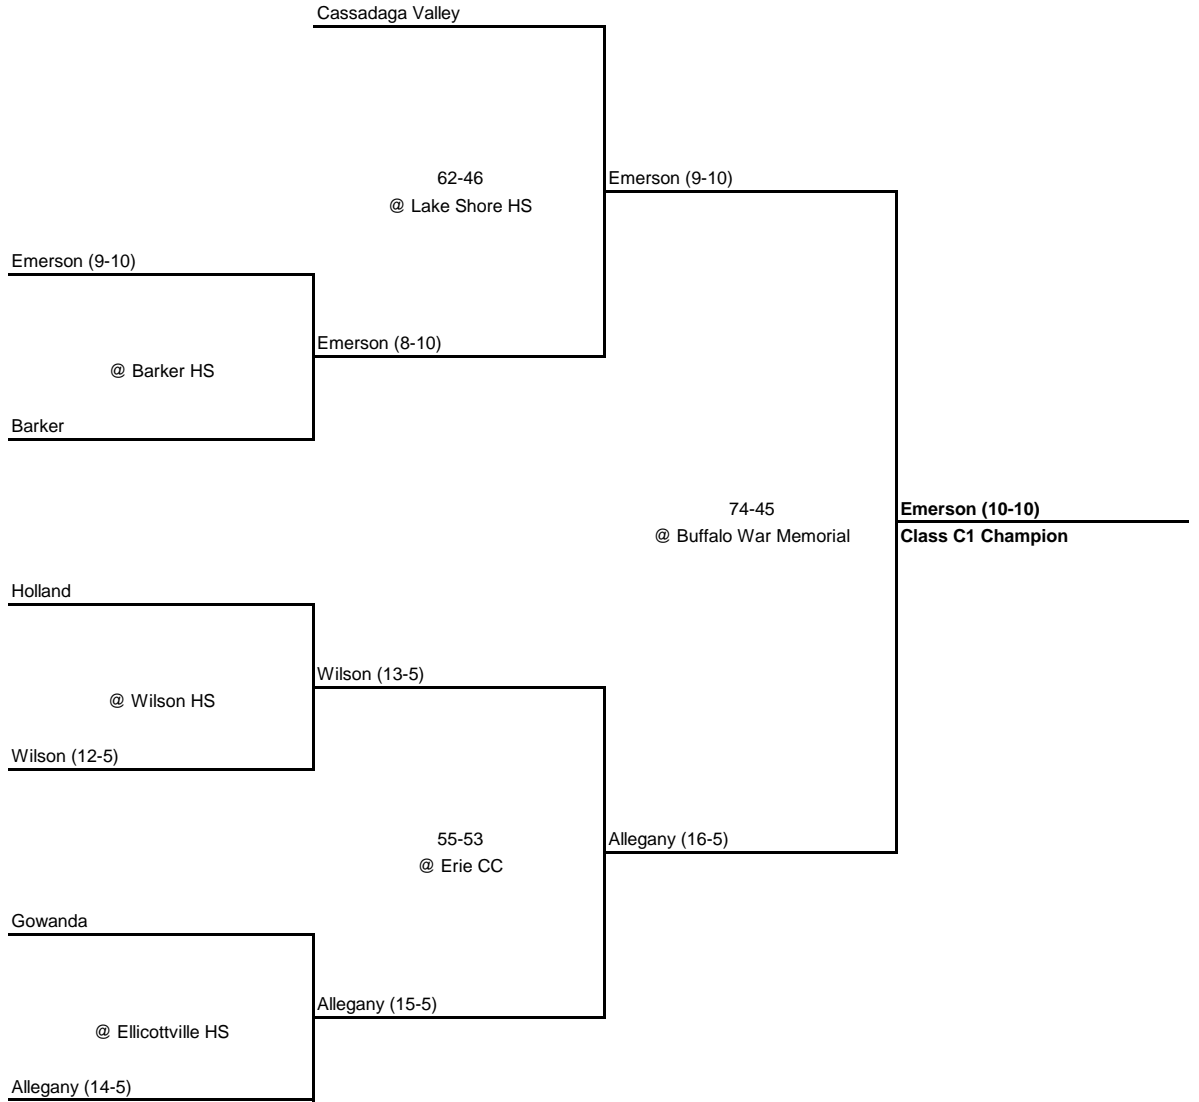 Cassadaga Valley
62-46
@ Lake Shore HS
Emerson (9-10)
Emerson (9-10)
Emerson (8-10)
@ Barker HS
Barker
74-45
@ Buffalo War Memorial
Emerson (10-10)
Class C1 Champion
Holland
Wilson (13-5)
@ Wilson HS
Wilson (12-5)
55-53
@ Erie CC
Allegany (16-5)
Gowanda
Allegany (15-5)
@ Ellicottville HS
Allegany (14-5)